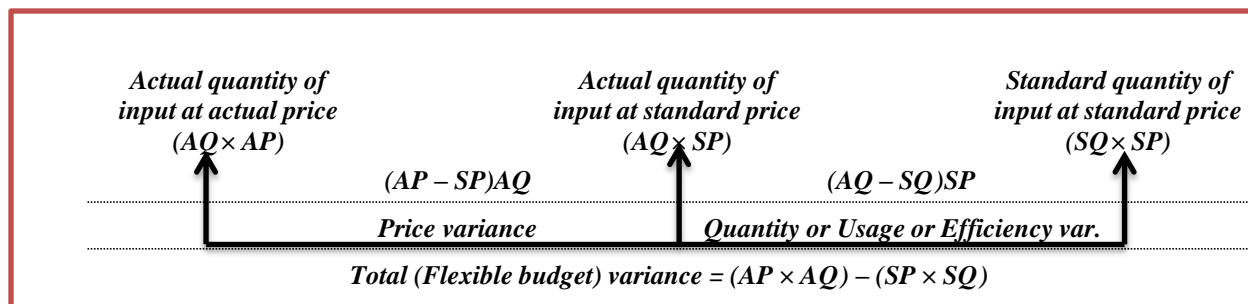 Actual quantity of
input at actual price
(AQ × AP)
Actual quantity of
input at standard price
(AQ × SP)
Standard quantity of
input at standard price
(SQ × SP)
(AP – SP)AQ
(AQ – SQ)SP
Price variance
Quantity or Usage or Efficiency var.
Total (Flexible budget) variance = (AP × AQ) – (SP × SQ)